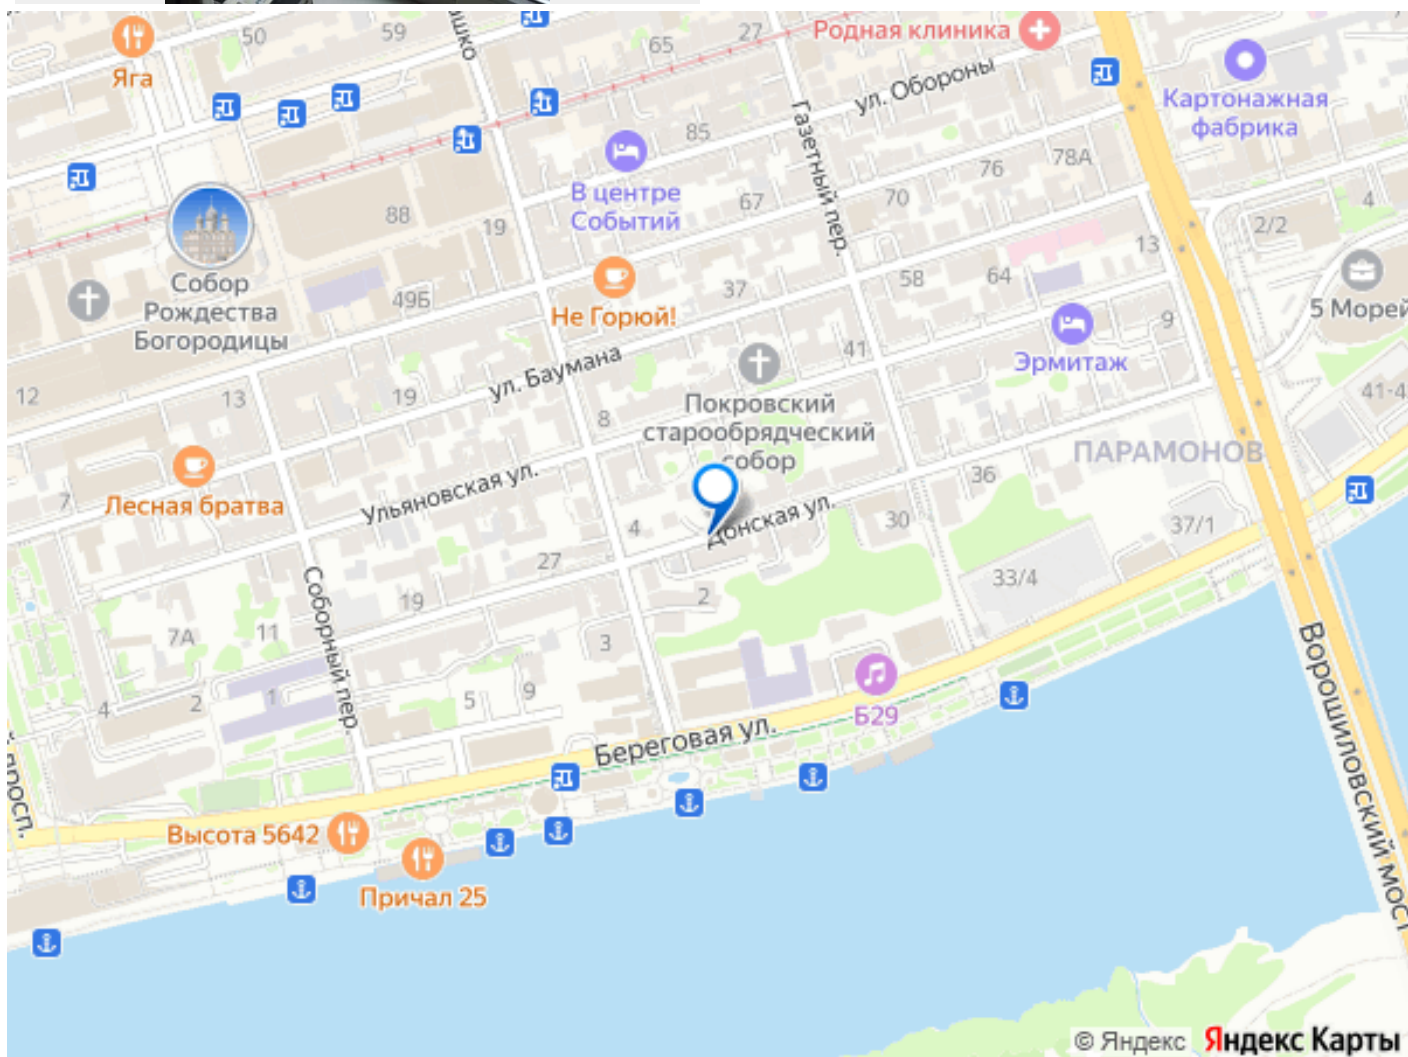 50
59
65
27
Родная клиника
Яга
ул. Обороны
Картонажная
фабрика
85
Газетный пер.
78А
76
В центре
Событий
67
70
4
88
19
2/2
13
Собор
Рождества
Богородицы
49Б
37
58
64
5 Морей
Не Горюй!
9
ул. Баумана
41
Эрмитаж
12
13
19
8
Покровский
старообрядческий
собор
41-4
ПАРАМОНОВ
7
Лесная братва
Ульяновская ул.
36
4
Донская ул.
30
37/1
27
33/4
19
2
Соборный пер.
7А
11
3
Ворошиловский мост
4
2
1
5
9
Б29
Береговая ул.
просп.
Высота 5642
Причал 25
© Яндекс
Яндекс Карты